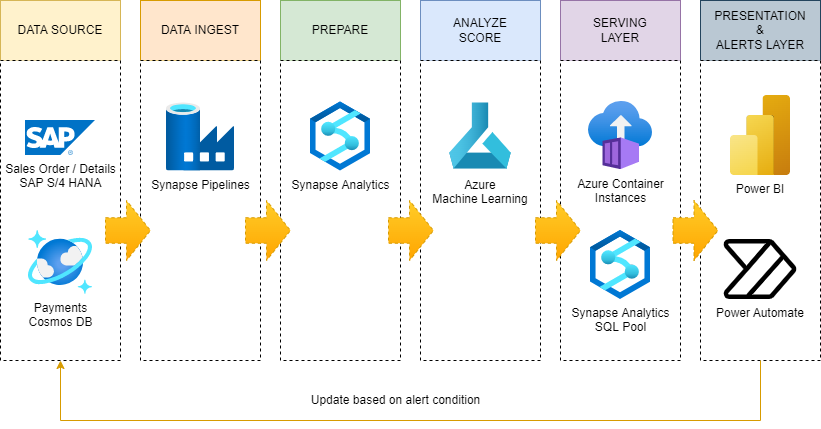 DATA SOURCE
DATA INGEST
PREPARE
ANALYZE
SCORE
SERVING
LAYER
PRESENTATION
&
ALERTS LAYER
SAP
Sales Order / Details
SAP S/4 HANA
Payments
Cosmos DB
Synapse Pipelines
Synapse Analytics
Azure
Machine Learning
Azure Container
Instances
Synapse Analytics
SQL Pool
Power BI
Power Automate
Update based on alert condition